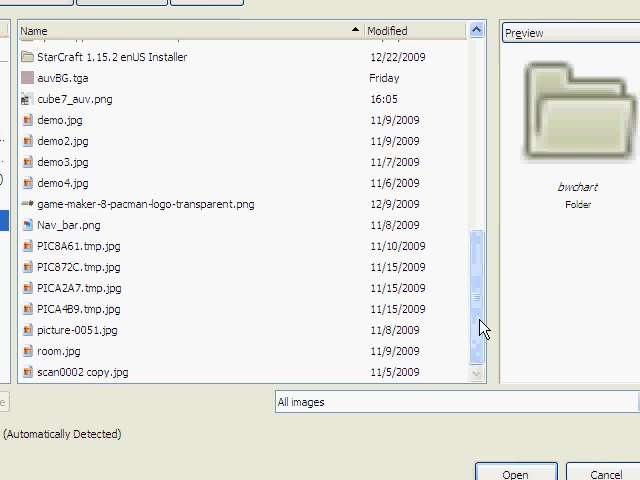 Name Modified
StarCraft 1.15.2 enUS Installer 12/22/2009
auvBG.tga Friday
cube7_auv.png 16:05
demo.jpg 11/9/2009
demo2.jpg 11/9/2009
demo3.jpg 11/7/2009
demo4.jpg 11/6/2009
game-maker-8-pacman-logo-transparent.png 12/9/2009
Nav_bar.png 11/8/2009
PIC8A61.tmp.jpg 11/10/2009
PIC872C.tmp.jpg 11/15/2009
PICA2A7.tmp.jpg 11/15/2009
PICA4B9.tmp.jpg 11/15/2009
picture-0051.jpg 11/8/2009
room.jpg 11/9/2009
scan0002 copy.jpg 11/5/2009
Preview
bwchart
Folder
All images
(Automatically Detected)
Open Cancel